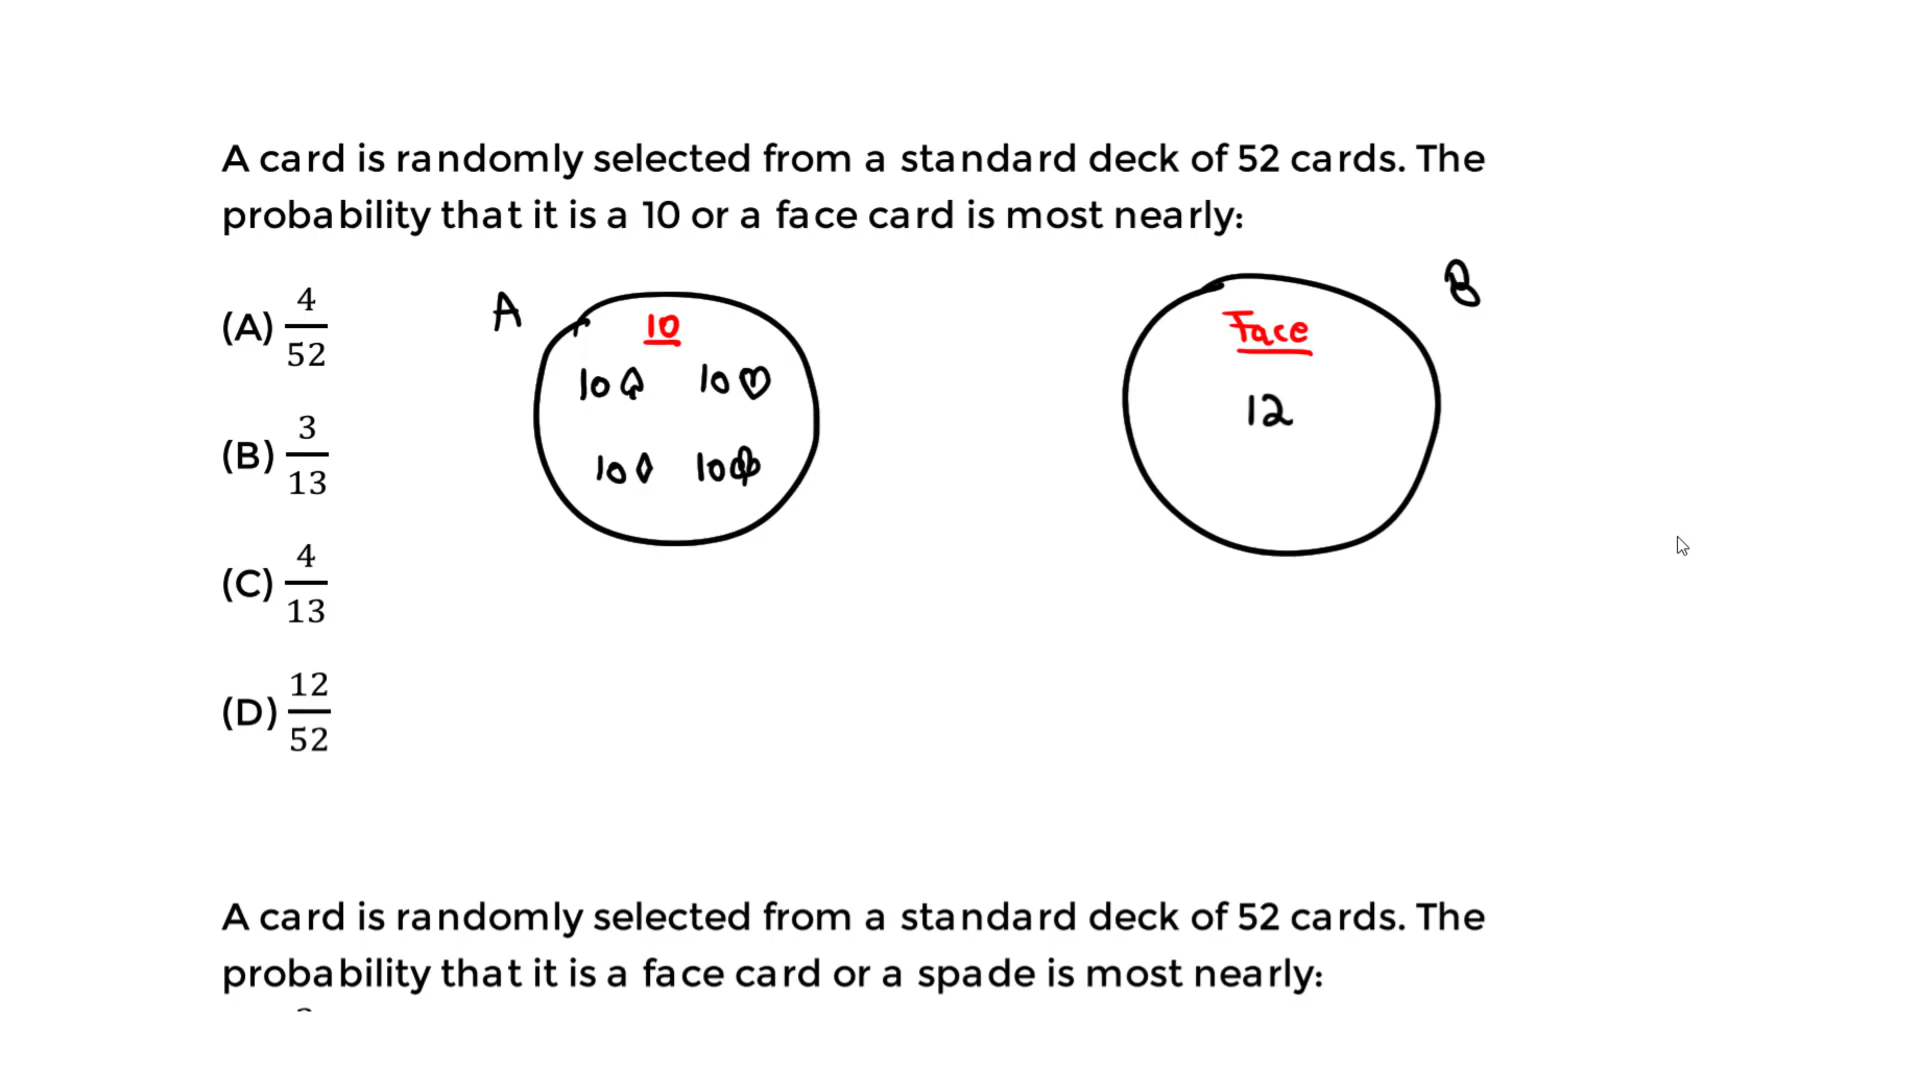 A card is randomly selected from a standard deck of 52 cards. The
probability that it is a 10 or a face card is most nearly:
(A) 4/52
(B) 3/13
(C) 4/13
(D) 12/52
A
10
10♤ 10♡
10◊ 10♧
B
Face
12
A card is randomly selected from a standard deck of 52 cards. The
probability that it is a face card or a spade is most nearly: